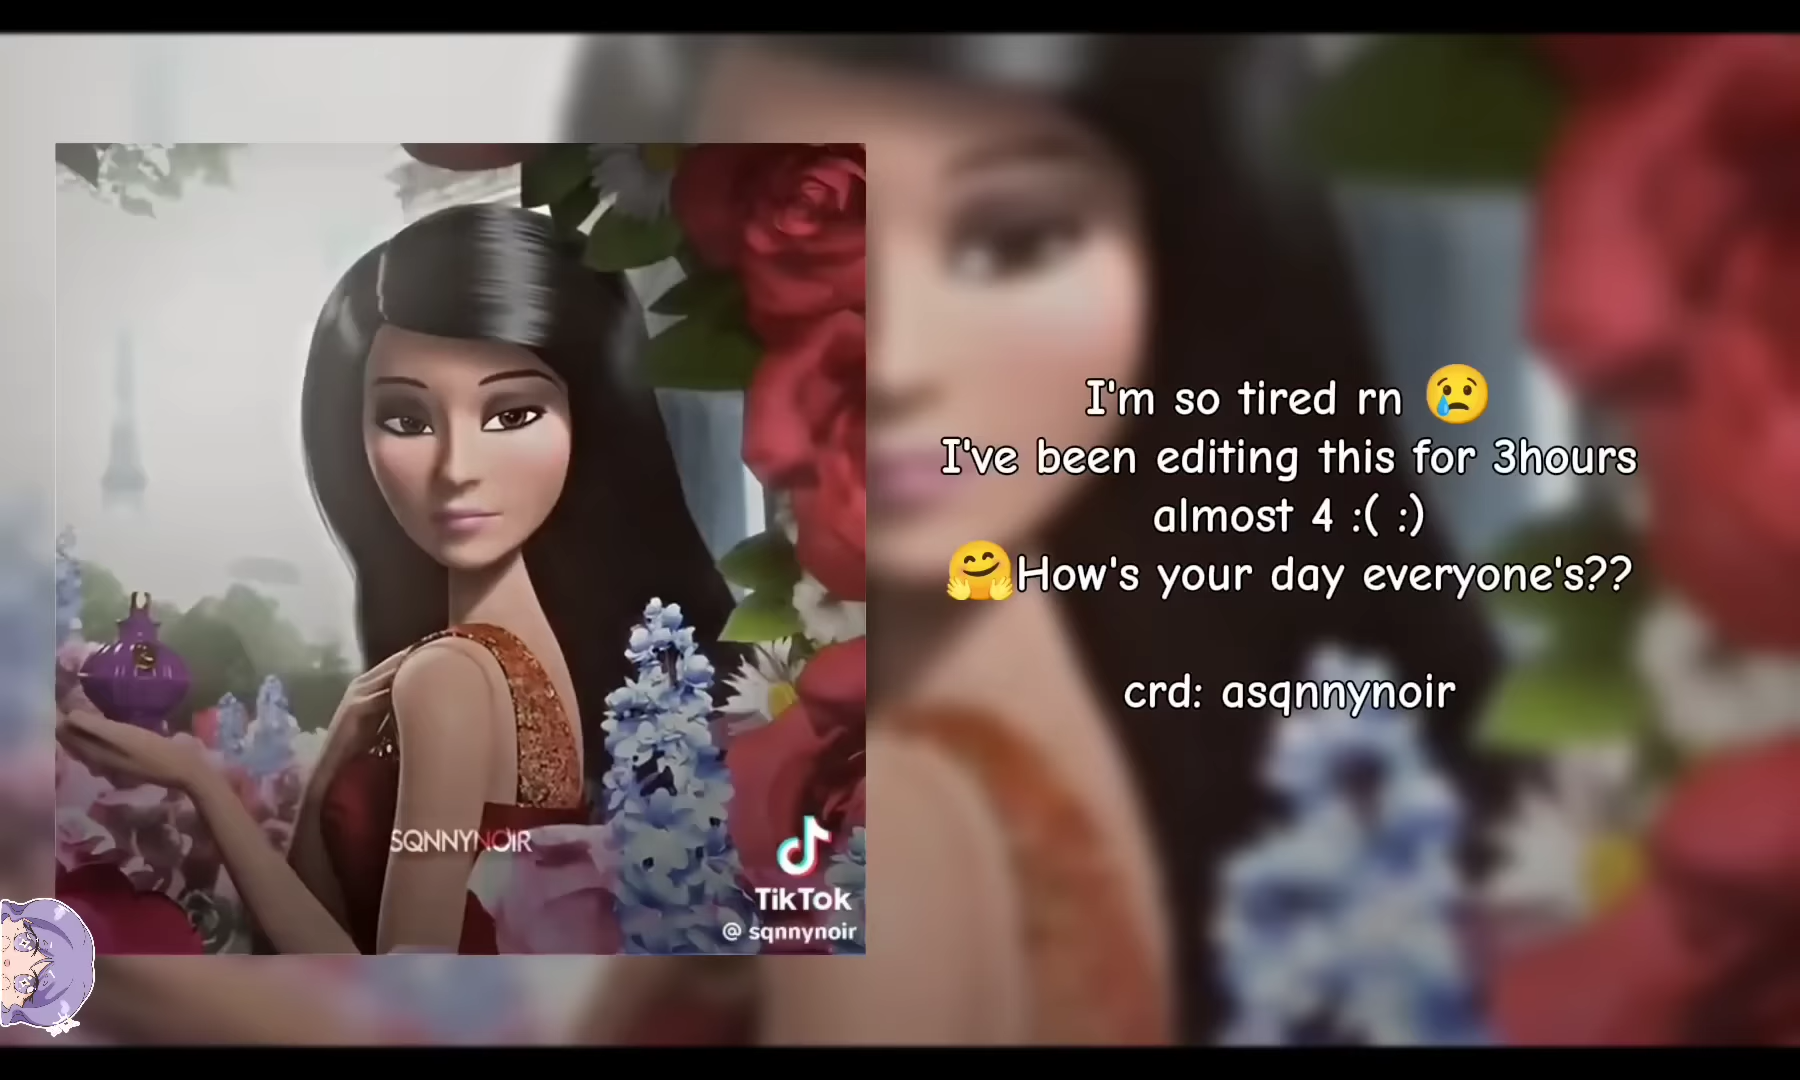 SQNNYNOIR
TikTok
@ sqnnynoir
I'm so tired rn 😢
I've been editing this for 3hours
almost 4 :( :)
🤗How's your day everyone's??
crd: asqnnynoir